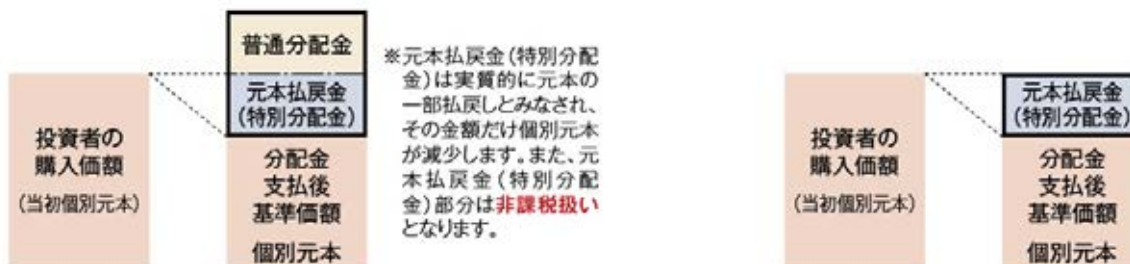 普通分配金
元本払戻金
(特別分配金)
投資者の
購入価額
(当初個別元本)
分配金
支払後
基準価額
個別元本
※元本払戻金(特別分配
金)は実質的に元本の
一部払戻しとみなされ、
その金額だけ個別元本
が減少します。また、元
本払戻金(特別分配
金)部分は非課税扱い
となります。
元本払戻金
(特別分配金)
投資者の
購入価額
(当初個別元本)
分配金
支払後
基準価額
個別元本